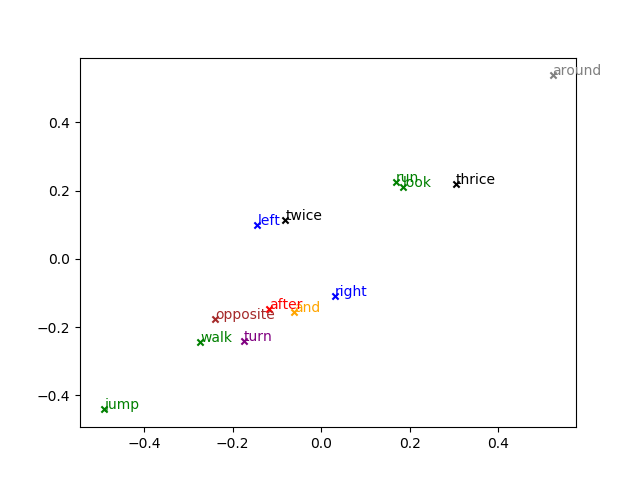 around
0.4
run
look
thrice
0.2
left
twice
0.0
right
after
and
opposite
−0.2
walk
turn
−0.4
jump
−0.4
−0.2
0.0
0.2
0.4